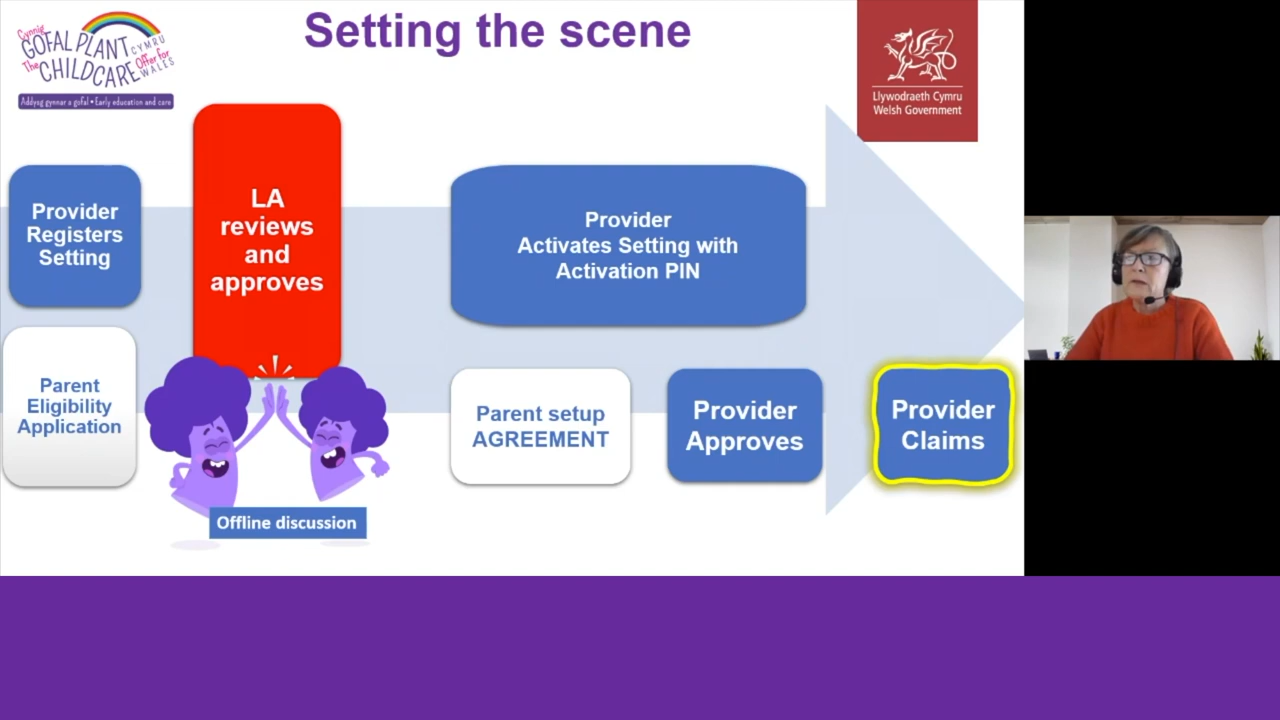 Setting the scene
Cynnig
GOFAL PLANT
CYMRU
The
CHILDCARE
Offer for
WALES
Addysg gynnar a gofal • Early education and care
Llywodraeth Cymru
Welsh Government
Provider
Registers
Setting
LA
reviews
and
approves
Provider
Activates Setting with
Activation PIN
Parent
Eligibility
Application
Offline discussion
Parent setup
AGREEMENT
Provider
Approves
Provider
Claims